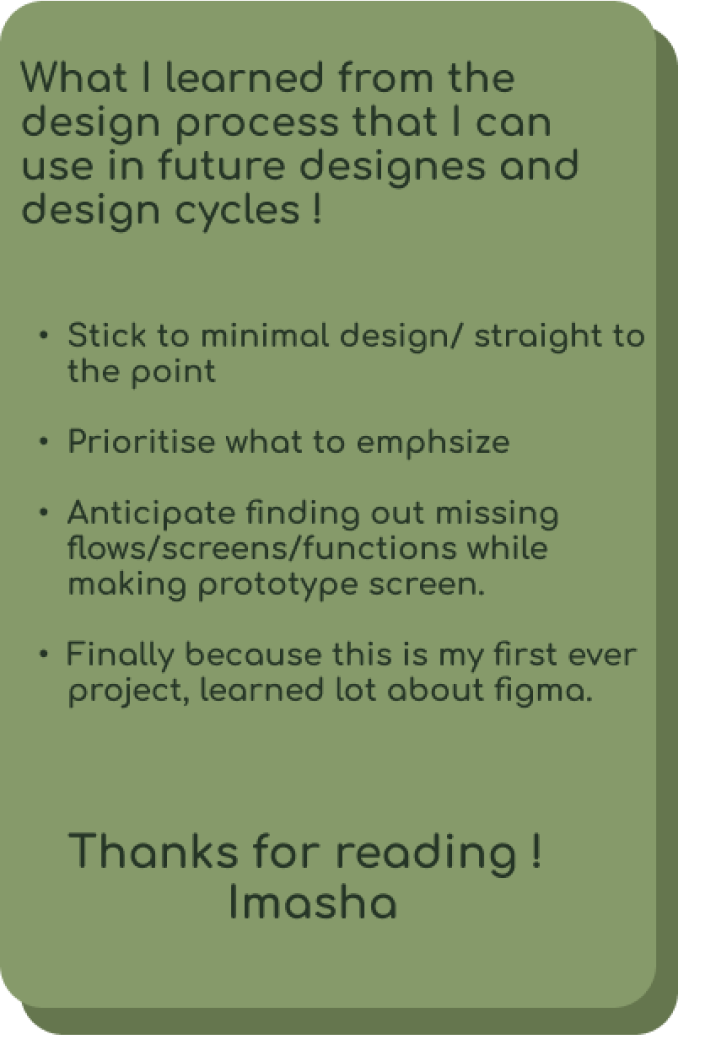 What I learned from the
design process that I can
use in future designes and
design cycles !
• Stick to minimal design/ straight to
the point
• Prioritise what to emphsize
• Anticipate finding out missing
flows/screens/functions while
making prototype screen.
• Finally because this is my first ever
project, learned lot about figma.
Thanks for reading !
Imasha